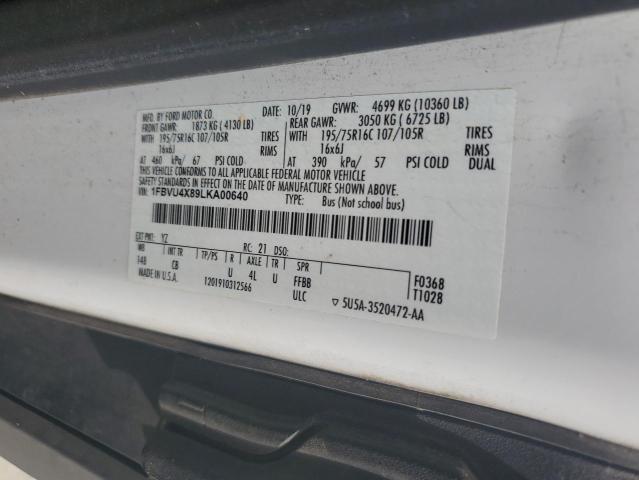 MFD. BY FORD MOTOR CO. DATE: 10/19 GVWR: 4699 KG (10360 LB)
FRONT GAWR: 1873 KG (4130 LB) REAR GAWR: 3050 KG (6725 LB)
WITH 195/75R16C 107/105R TIRES WITH 195/75R16C 107/105R TIRES
16x6J RIMS 16x6J RIMS
AT 460 kPa/ 67 PSI COLD AT 390 kPa/ 57 PSI COLD DUAL
THIS VEHICLE CONFORMS TO ALL APPLICABLE FEDERAL MOTOR VEHICLE
SAFETY STANDARDS IN EFFECT ON THE DATE OF MANUFACTURE SHOWN ABOVE.
VIN: 1FBVU4X89LKA00640 TYPE: Bus (Not school bus)
EXT PNT: YZ RC: 21 DSO:
WB INT TR TP/PS R AXLE TR SPR
148 CB U 4L U FFBB F0368
MADE IN U.S.A. 1201910312566 ULC T1028
▽ 5U5A-3520472-AA